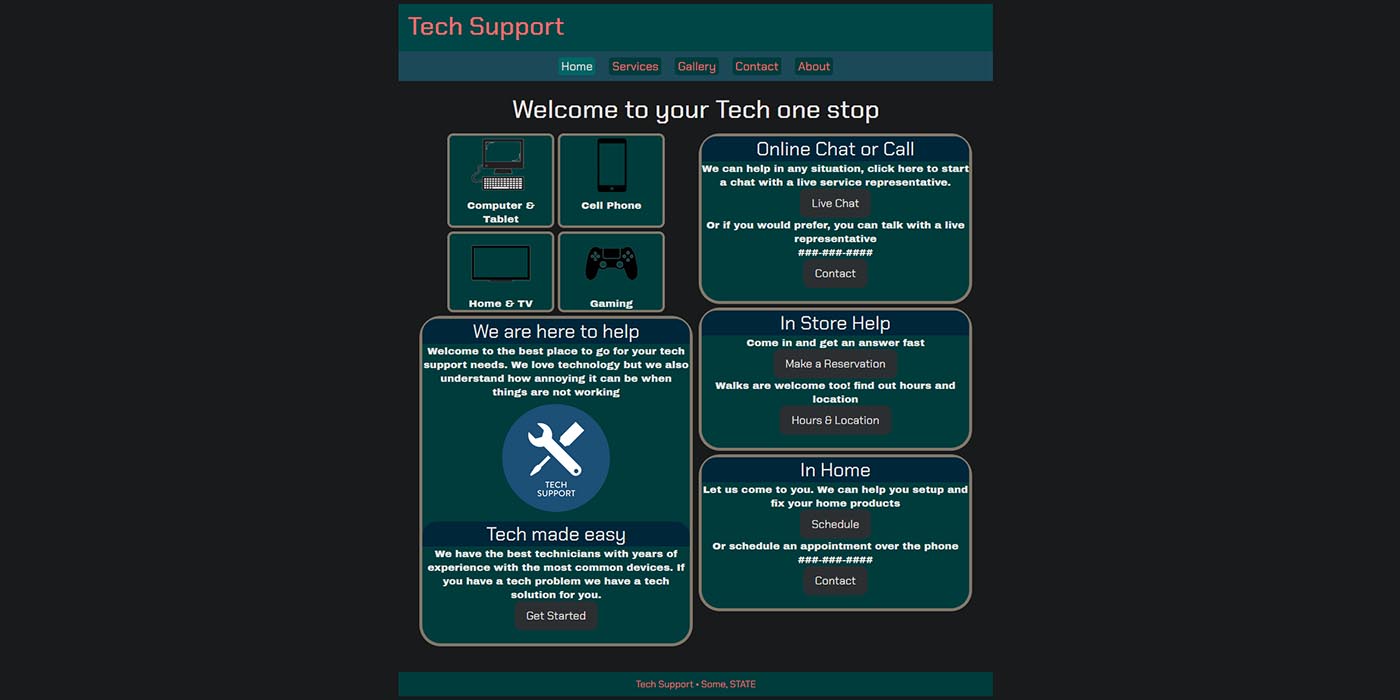 Tech Support
Home Services Gallery Contact About
Welcome to your Tech one stop
Computer &
Tablet
Cell Phone
Home & TV
Gaming
We are here to help
Welcome to the best place to go for your tech
support needs. We love technology but we also
understand how annoying it can be when
things are not working
TECH
SUPPORT
Tech made easy
We have the best technicians with years of
experience with the most common devices. If
you have a tech problem we have a tech
solution for you.
Get Started
Online Chat or Call
We can help in any situation, click here to start
a chat with a live service representative.
Live Chat
Or if you would prefer, you can talk with a live
representative
###-###-####
Contact
In Store Help
Come in and get an answer fast
Make a Reservation
Walks are welcome too! find out hours and
location
Hours & Location
In Home
Let us come to you. We can help you setup and
fix your home products
Schedule
Or schedule an appointment over the phone
###-###-####
Contact
Tech Support • Some, STATE